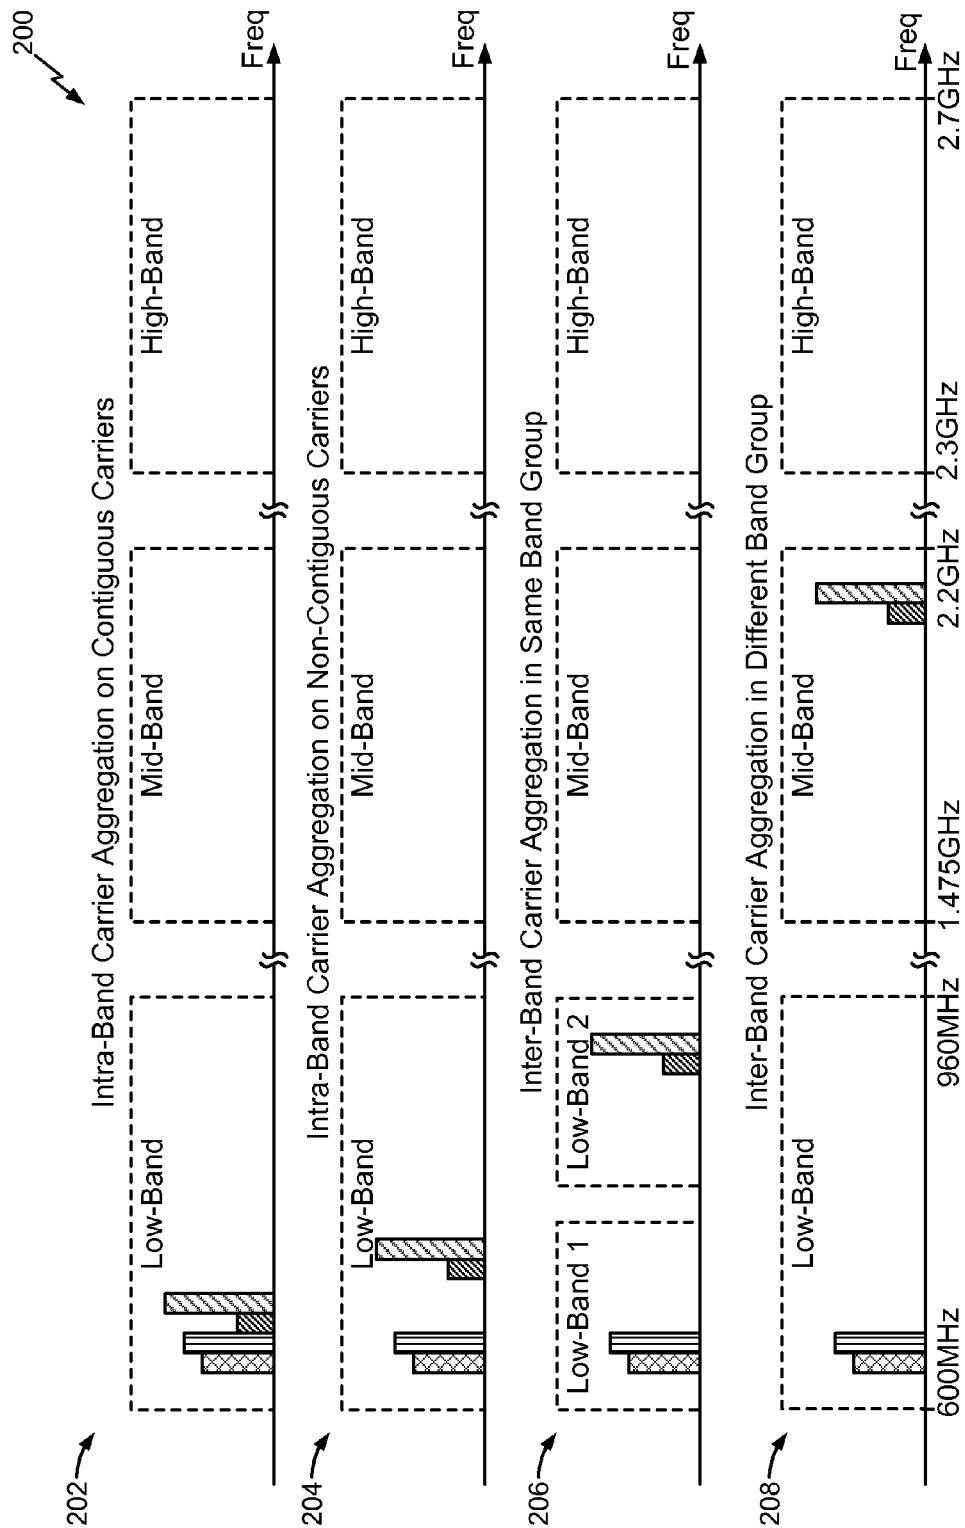 200
202
Intra-Band Carrier Aggregation on Contiguous Carriers
Low-Band
Mid-Band
High-Band
Freq
204
Intra-Band Carrier Aggregation on Non-Contiguous Carriers
Low-Band
Mid-Band
High-Band
Freq
206
Inter-Band Carrier Aggregation in Same Band Group
Low-Band 1
Low-Band 2
Mid-Band
High-Band
Freq
208
Inter-Band Carrier Aggregation in Different Band Group
Low-Band
Mid-Band
High-Band
Freq
600MHz
960MHz
1.475GHz
2.2GHz
2.3GHz
2.7GHz